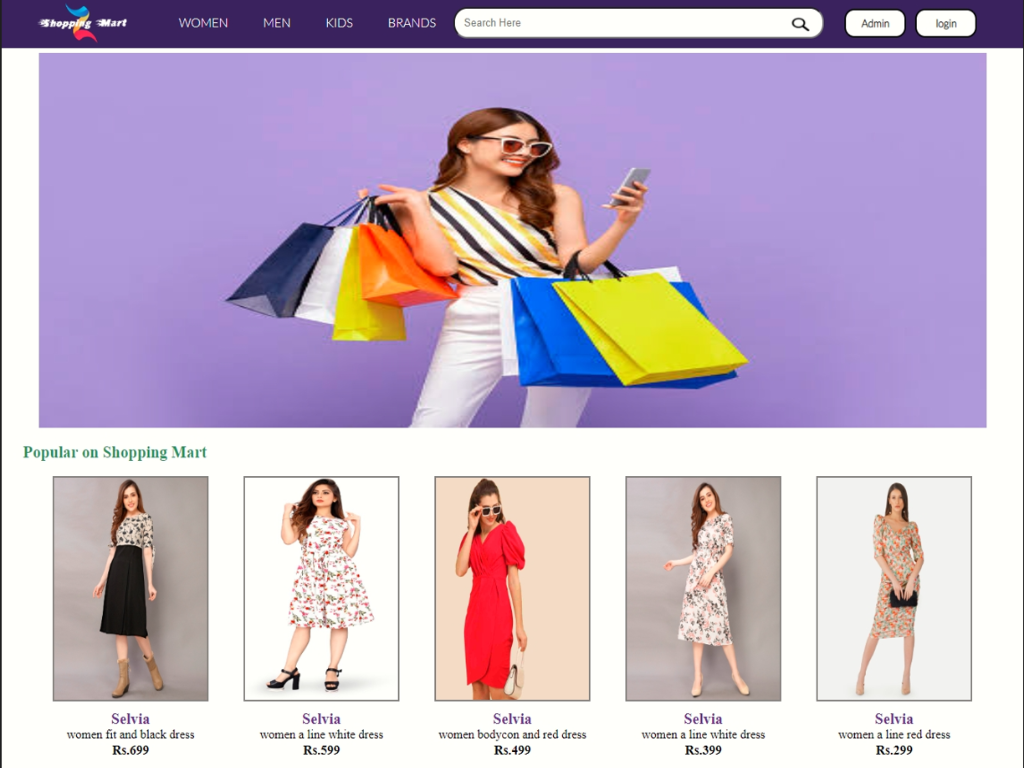 Shopping Mart
WOMEN MEN KIDS BRANDS Search Here Admin login
Popular on Shopping Mart
Selvia Selvia Selvia Selvia Selvia
women fit and black dress women a line white dress women bodycon and red dress women a line white dress women a line red dress
Rs.699 Rs.599 Rs.499 Rs.399 Rs.299